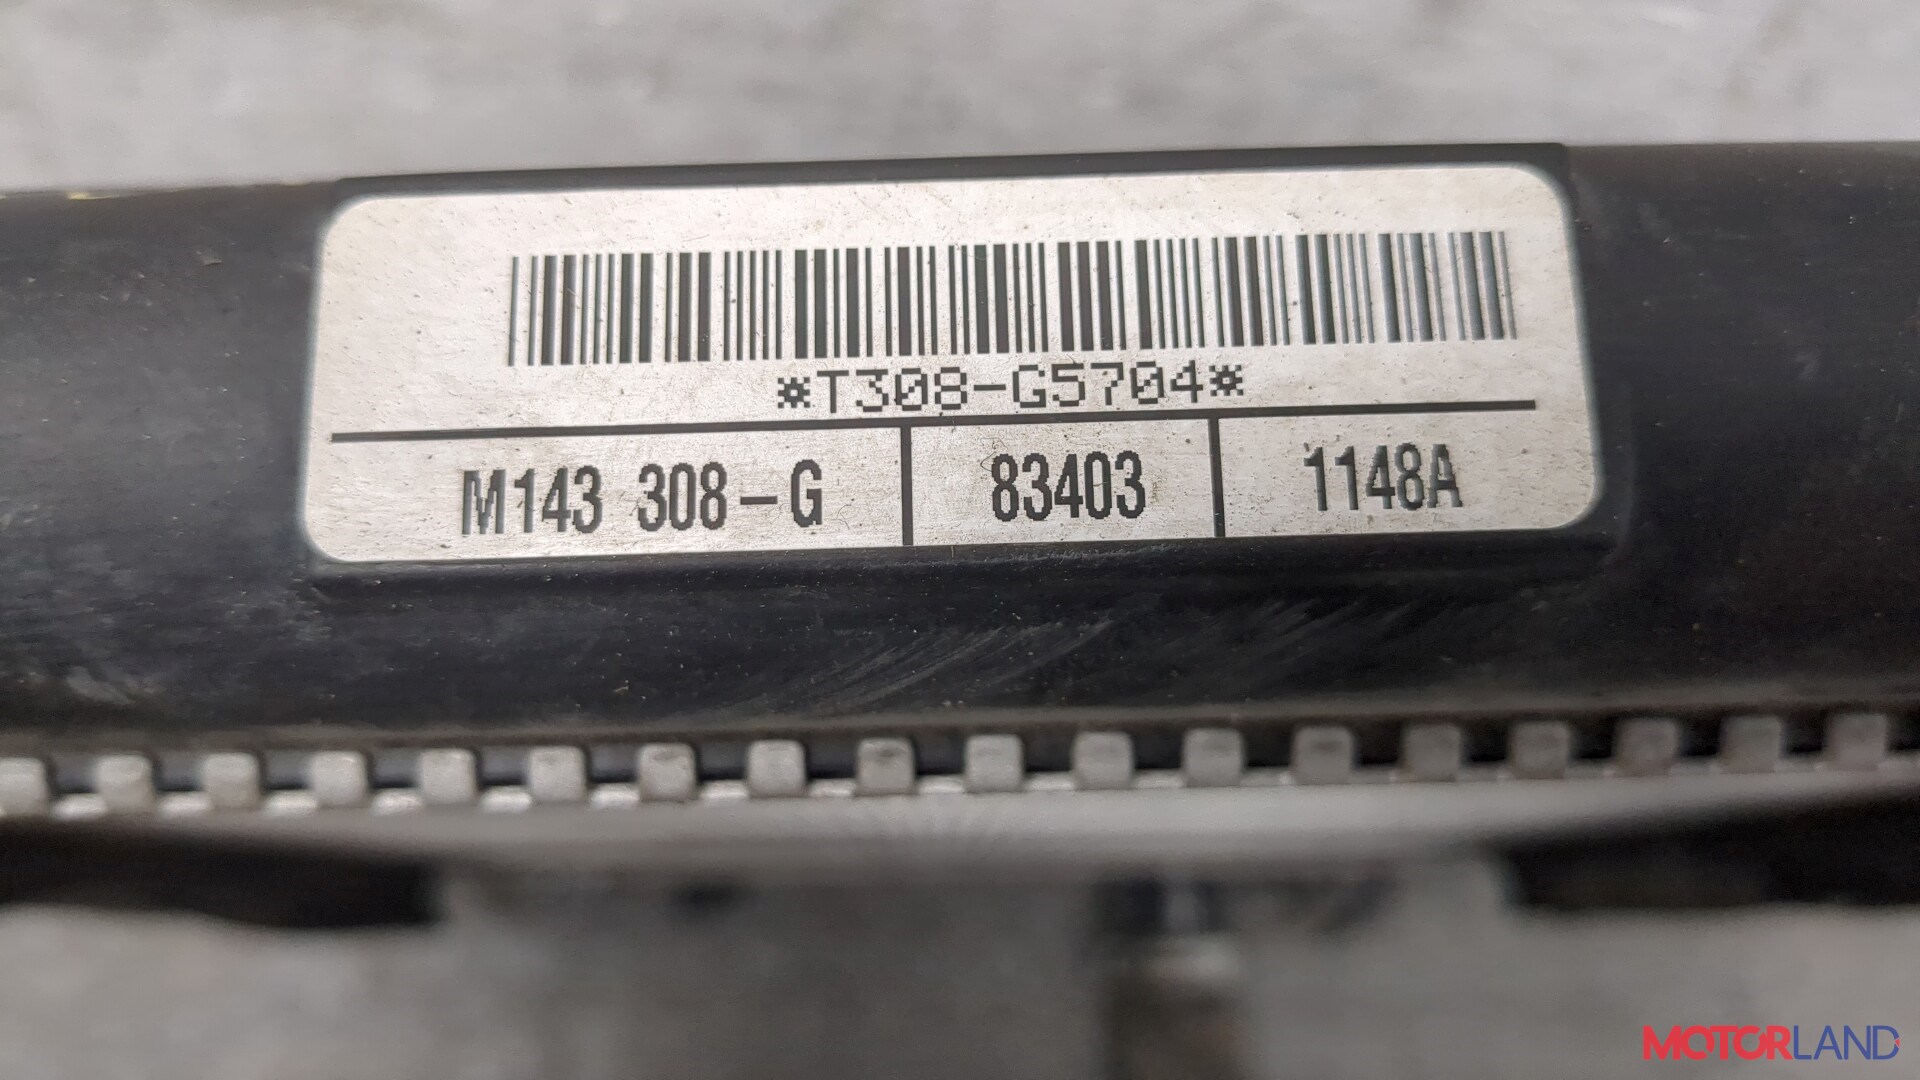 *T308-G5704*
M143 308-G 83403 1148A
MOTORLAND